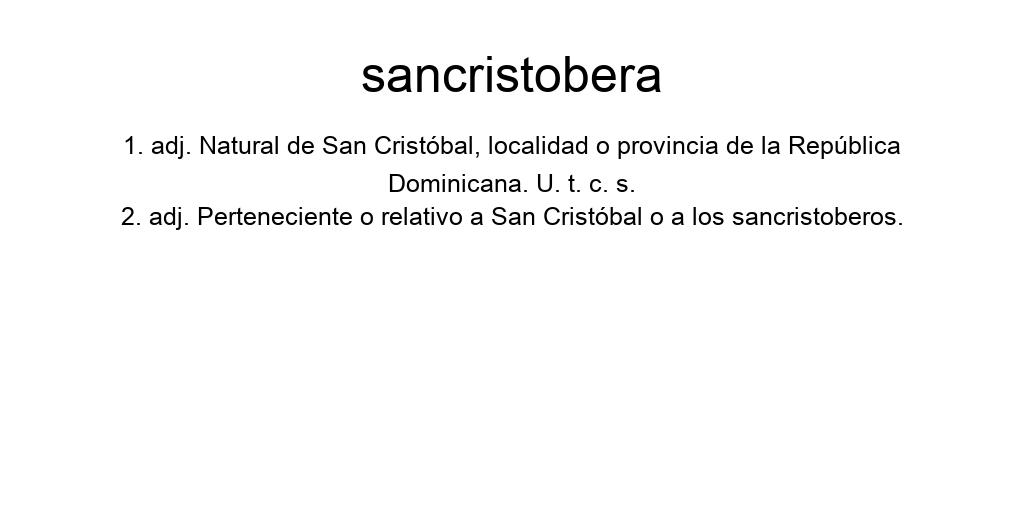 sancristobera
1. adj. Natural de San Cristóbal, localidad o provincia de la República
Dominicana. U. t. c. s.
2. adj. Perteneciente o relativo a San Cristóbal o a los sancristoberos.